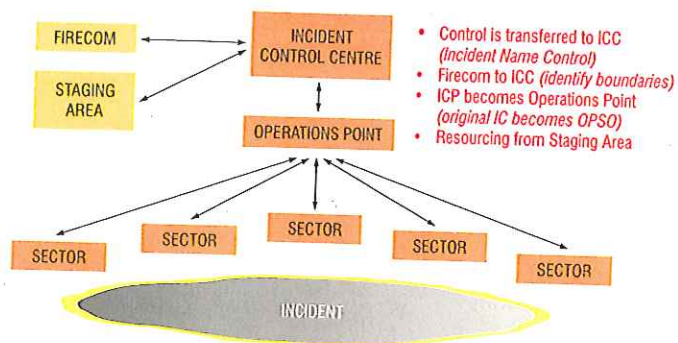 FIRECOM
STAGING
AREA
INCIDENT
CONTROL CENTRE
OPERATIONS POINT
• Control is transferred to ICC
(Incident Name Control)
• Firecom to ICC (identify boundaries)
• ICP becomes Operations Point
(original IC becomes OPSO)
• Resourcing from Staging Area
SECTOR
SECTOR
SECTOR
SECTOR
SECTOR
INCIDENT